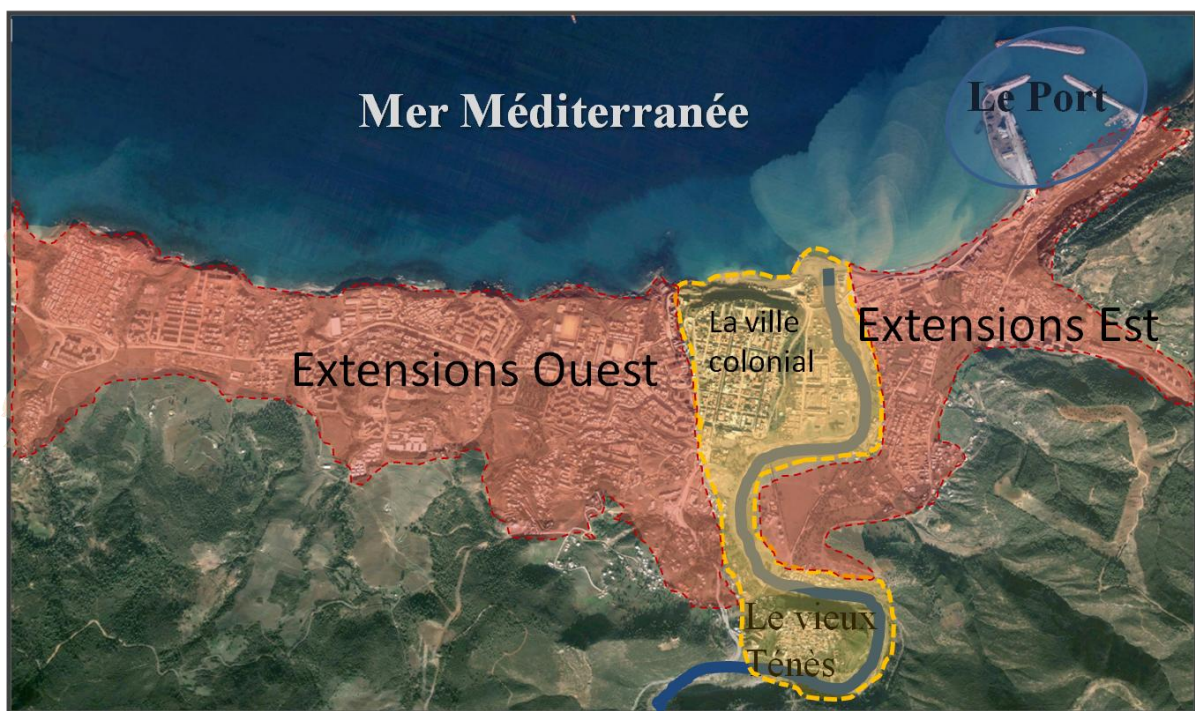 Le Port
Mer Méditerranée
La ville
colonial
Extensions Est
Extensions Ouest
Le vieux
Ténès